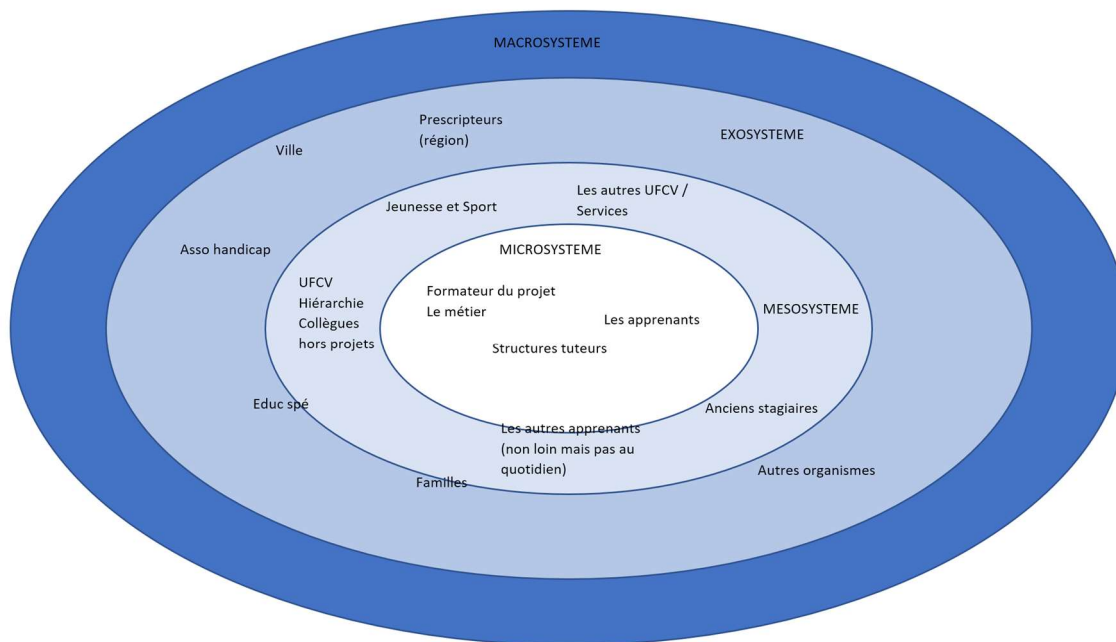 MACROSYSTEME
Prescripteurs
(région)
EXOSYSTEME
Ville
Les autres UFCV /
Services
Jeunesse et Sport
Asso handicap
MICROSYSTEME
UFCV
Hiérarchie
Collègues
hors projets
Formateur du projet
Le métier
Les apprenants
MESOSYSTEME
Structures tuteurs
Educ spé
Anciens stagiaires
Les autres apprenants
(non loin mais pas au
quotidien)
Familles
Autres organismes